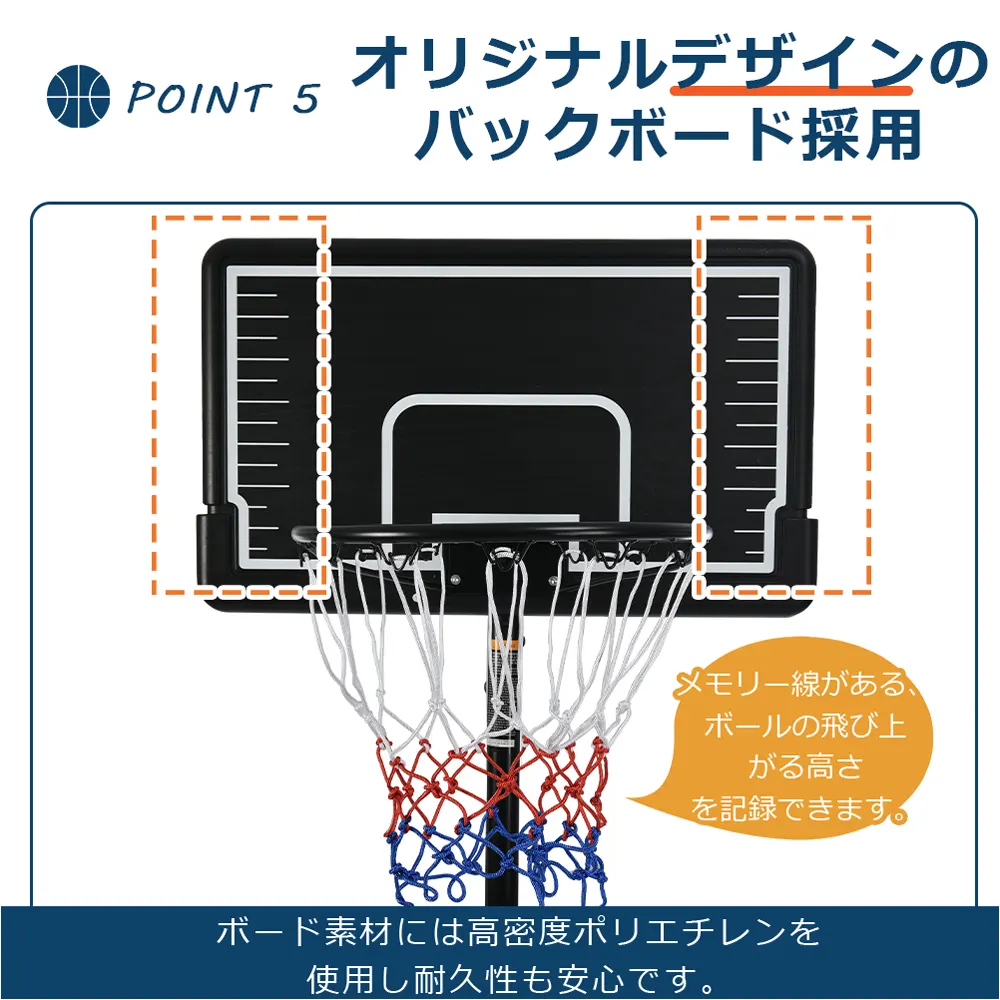 POINT 5
オリジナルデザインの
バックボード採用
メモリー線がある、
ボールの飛び上
がる高さ
を記録できます。
ボード素材には高密度ポリエチレンを
使用し耐久性も安心です。